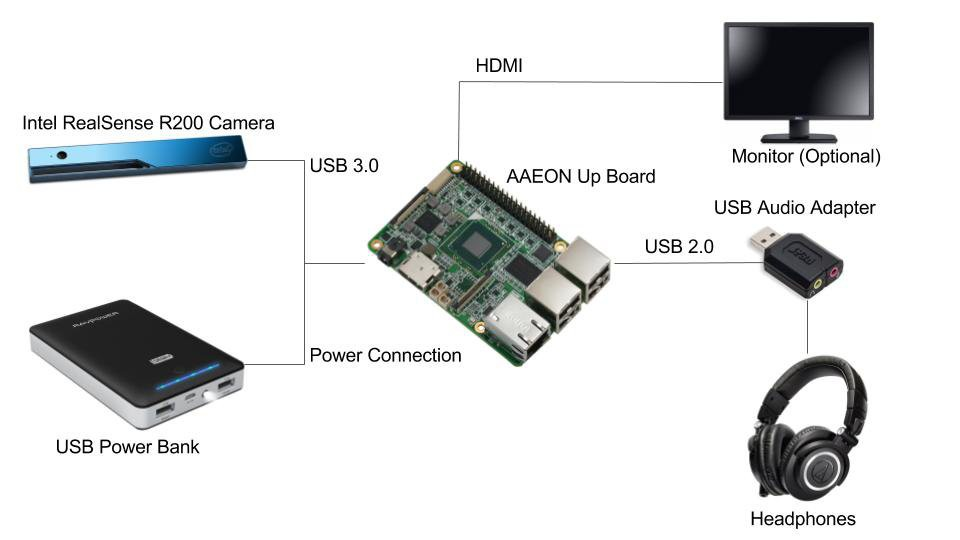 HDMI
Intel RealSense R200 Camera
Monitor (Optional)
USB 3.0
AAEON Up Board
USB Audio Adapter
USB 2.0
RAVPOWER
Power Connection
USB Power Bank
Headphones